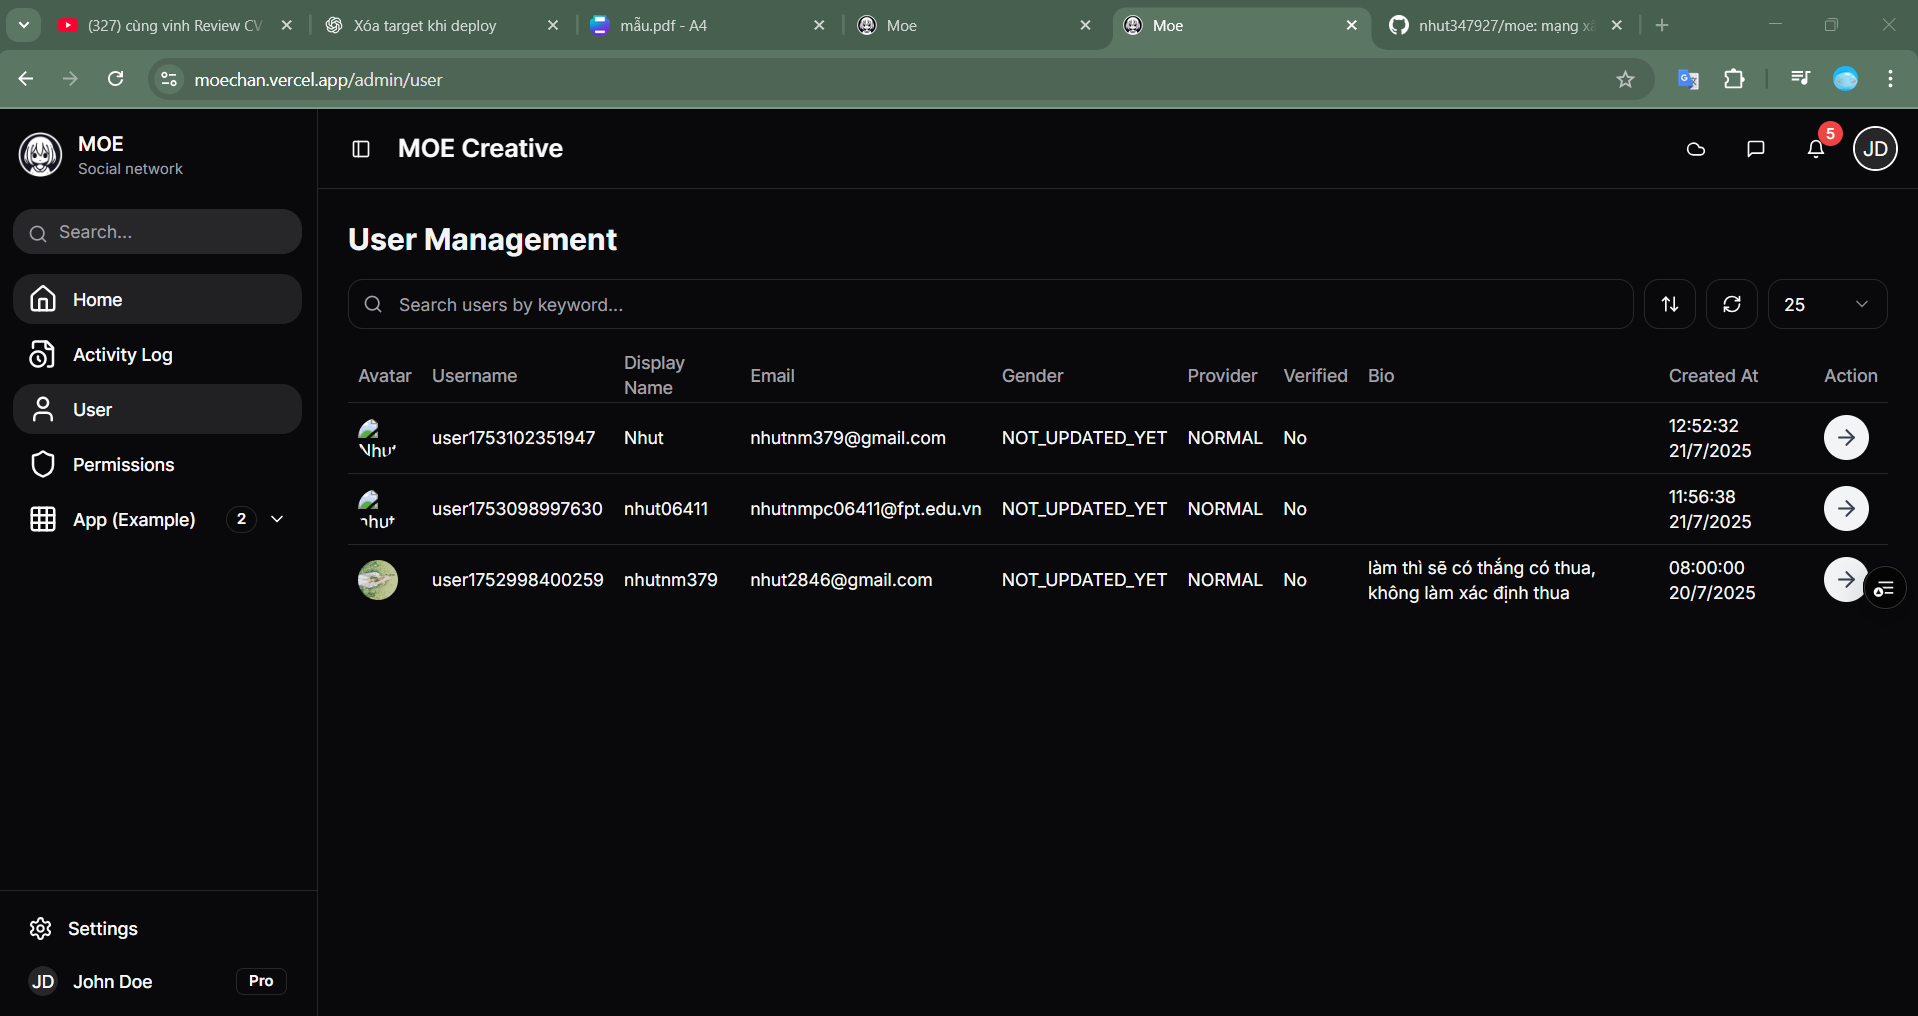 (327) cùng vinh Review CV
Xóa target khi deploy
mẫu.pdf - A4
Moe
Moe
nhut347927/moe: mạng xã
moechan.vercel.app/admin/user
MOE
Social network
Search...
Home
Activity Log
User
Permissions
App (Example) 2
Settings
JD John Doe Pro
MOE Creative
5
JD
User Management
Search users by keyword...
25
Avatar Username Display Name Email Gender Provider Verified Bio Created At Action
Nhut user1753102351947 Nhut nhutnm379@gmail.com NOT_UPDATED_YET NORMAL No 12:52:32 21/7/2025
nhut user1753098997630 nhut06411 nhutnmpc06411@fpt.edu.vn NOT_UPDATED_YET NORMAL No 11:56:38 21/7/2025
user1752998400259 nhutnm379 nhut2846@gmail.com NOT_UPDATED_YET NORMAL No làm thì sẽ có thắng có thua, không làm xác định thua 08:00:00 20/7/2025